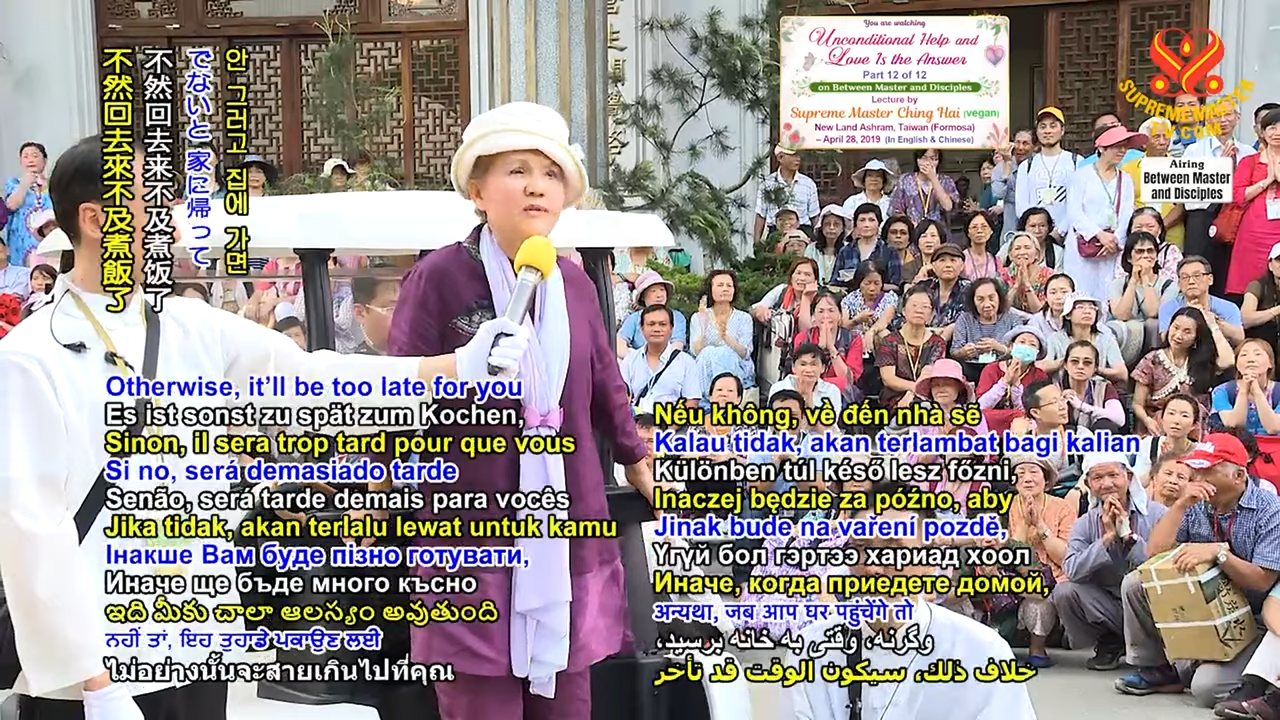 You are watching
Unconditional Help and
Love Is the Answer
Part 12 of 12
on Between Master and Disciples
Lecture by
Supreme Master Ching Hai (vegan)
New Land Ashram, Taiwan (Formosa)
– April 28, 2019 (In English & Chinese)
SUPREMEMASTER
TV.COM
Airing
Between Master
and Disciples
안 그러고 집에 가면
でないと 家に帰って
不然回去来不及煮饭了
不然回去來不及煮飯了
Otherwise, it’ll be too late for you
Es ist sonst zu spät zum Kochen,
Sinon, il sera trop tard pour que vous
Si no, será demasiado tarde
Senão, será tarde demais para vocês
Jika tidak, akan terlalu lewat untuk kamu
Інакше Вам буде пізно готувати,
Иначе ще бъде много късно
ఇది మీకు చాలా ఆలస్యం అవుతుంది
ਨਹੀਂ ਤਾਂ, ਇਹ ਤੁਹਾਡੇ ਪਕਾਉਣ ਲਈ
ไม่อย่างนั้นจะสายเกินไปที่คุณ
Nếu không, về đến nhà sẽ
Kalau tidak, akan terlambat bagi kalian
Különben túl késő lesz főzni,
Inaczej będzie za późno, aby
Jinak bude na vaření pozdě,
Үгүй бол гэртээ хариад хоол
Иначе, когда приедете домой,
अन्यथा, जब आप घर पहुंचेंगे तो
وگرنه، وقتی به خانه برسید،
خلاف ذلك، سيكون الوقت قد تأخر